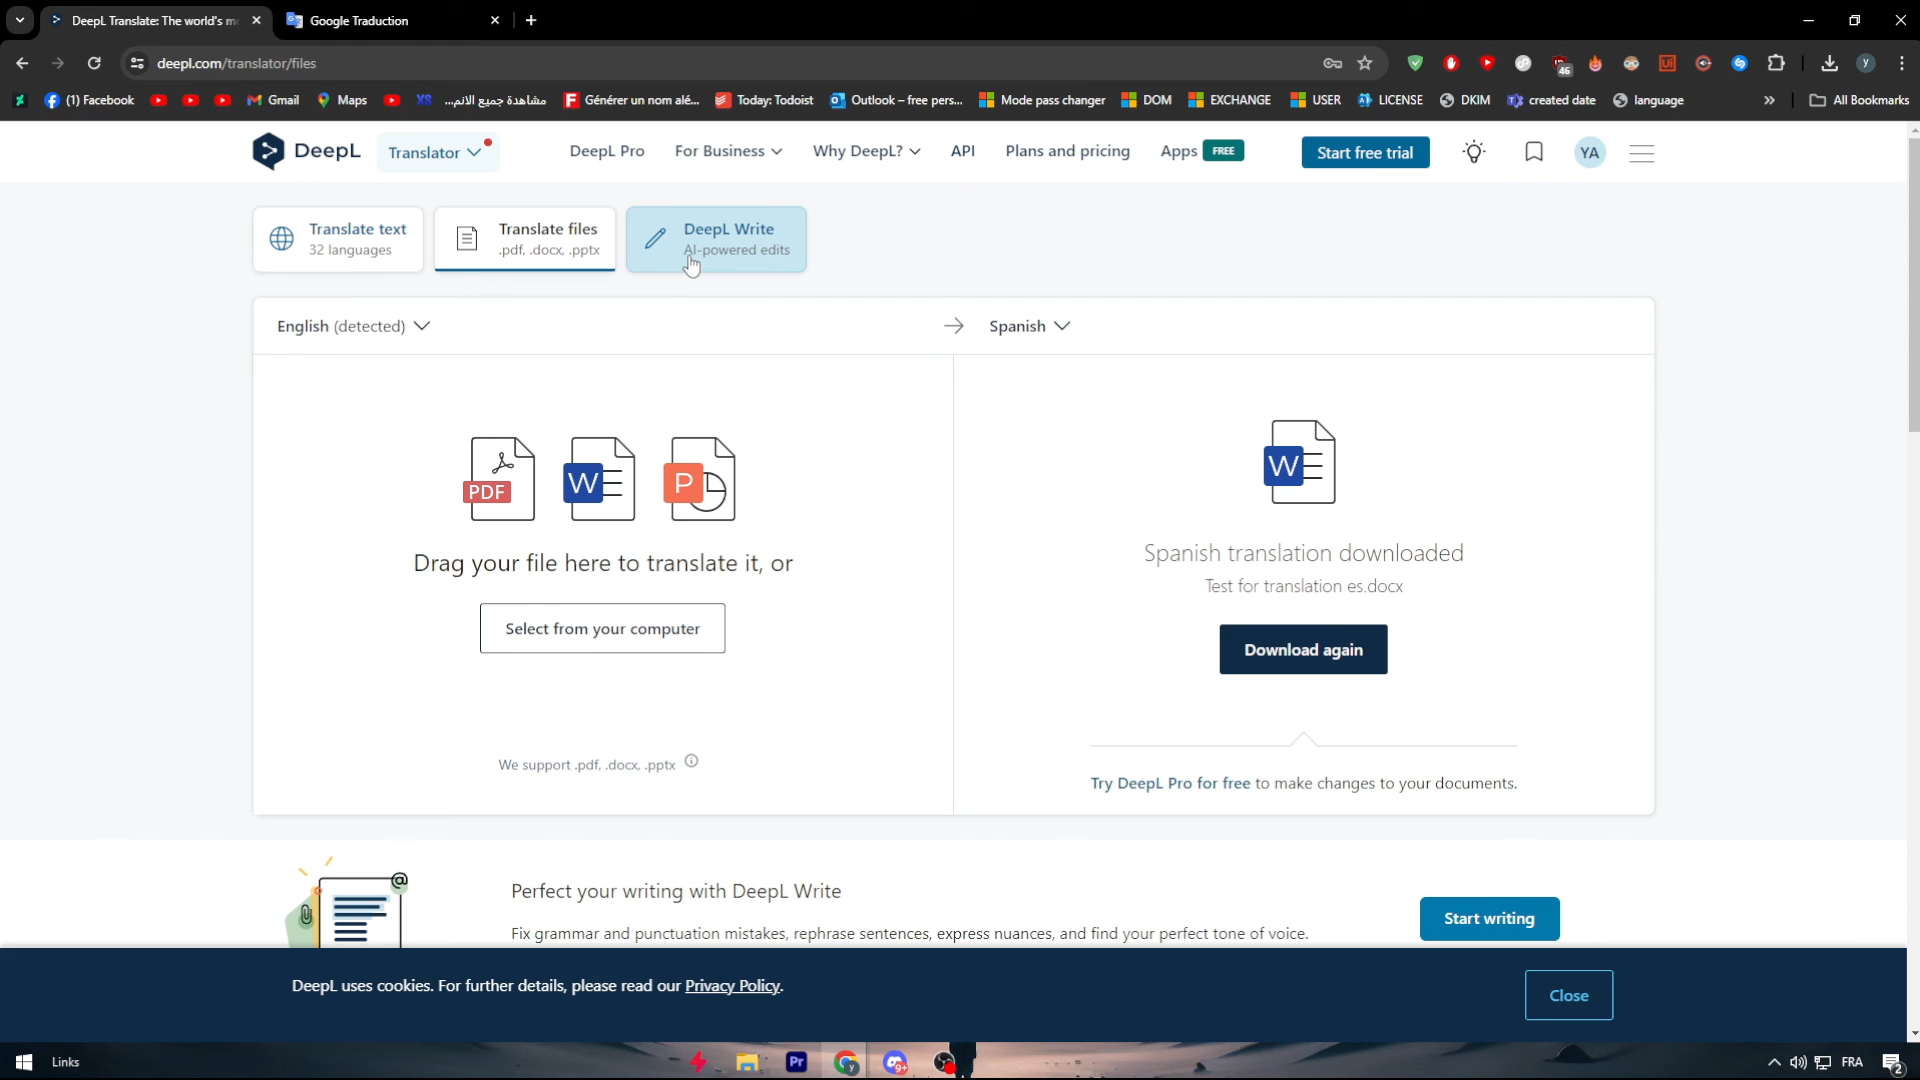 DeepL Translate: The world's m
Google Traduction
deepl.com/translator/files
46
(1) Facebook
Gmail
Maps
XS
مشاهدة جميع الانم...
Générer un nom alé...
Today: Todoist
Outlook – free pers...
Mode pass changer
DOM
EXCHANGE
USER
LICENSE
DKIM
created date
language
All Bookmarks
DeepL
Translator
DeepL Pro
For Business
Why DeepL?
API
Plans and pricing
Apps FREE
Start free trial
YA
Translate text
32 languages
Translate files
.pdf, .docx, .pptx
DeepL Write
AI-powered edits
English (detected)
Spanish
PDF
W
P
W
Drag your file here to translate it, or
Select from your computer
We support .pdf, .docx, .pptx
Spanish translation downloaded
Test for translation es.docx
Download again
Try DeepL Pro for free to make changes to your documents.
Perfect your writing with DeepL Write
Fix grammar and punctuation mistakes, rephrase sentences, express nuances, and find your perfect tone of voice.
Start writing
DeepL uses cookies. For further details, please read our Privacy Policy.
Close
Links
Pr
9+
FRA
2